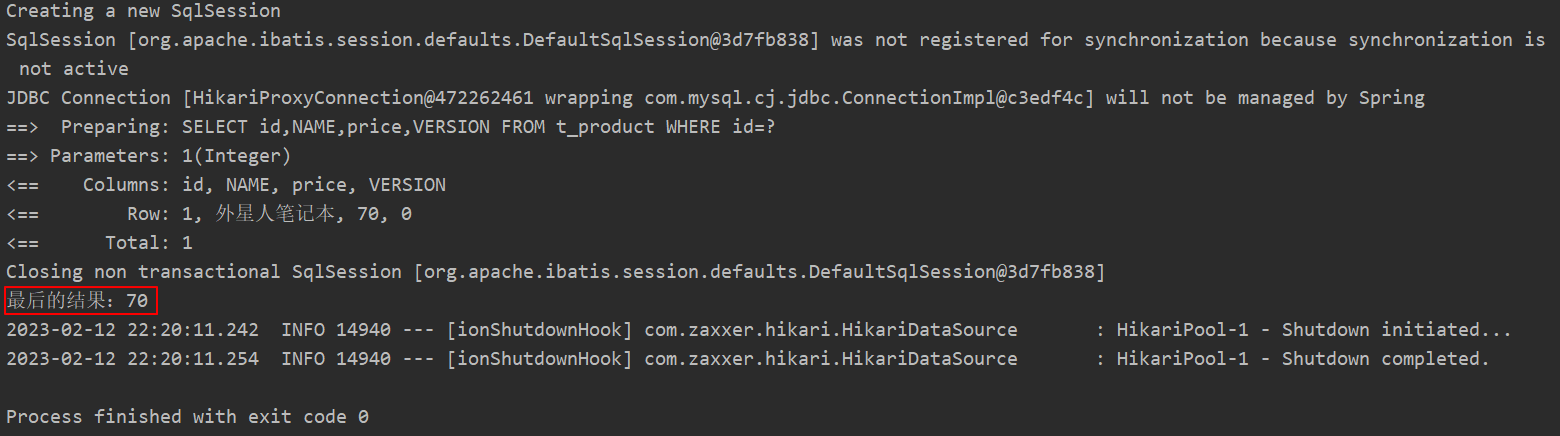 Creating a new SqlSession
SqlSession [org.apache.ibatis.session.defaults.DefaultSqlSession@3d7fb838] was not registered for synchronization because synchronization is
 not active
JDBC Connection [HikariProxyConnection@472262461 wrapping com.mysql.cj.jdbc.ConnectionImpl@c3edf4c] will not be managed by Spring
==>  Preparing: SELECT id,NAME,price,VERSION FROM t_product WHERE id=?
==> Parameters: 1(Integer)
<==    Columns: id, NAME, price, VERSION
<==        Row: 1, 外星人笔记本, 70, 0
<==      Total: 1
Closing non transactional SqlSession [org.apache.ibatis.session.defaults.DefaultSqlSession@3d7fb838]
最后的结果：70
2023-02-12 22:20:11.242  INFO 14940 --- [ionShutdownHook] com.zaxxer.hikari.HikariDataSource       : HikariPool-1 - Shutdown initiated...
2023-02-12 22:20:11.254  INFO 14940 --- [ionShutdownHook] com.zaxxer.hikari.HikariDataSource       : HikariPool-1 - Shutdown completed.
Process finished with exit code 0